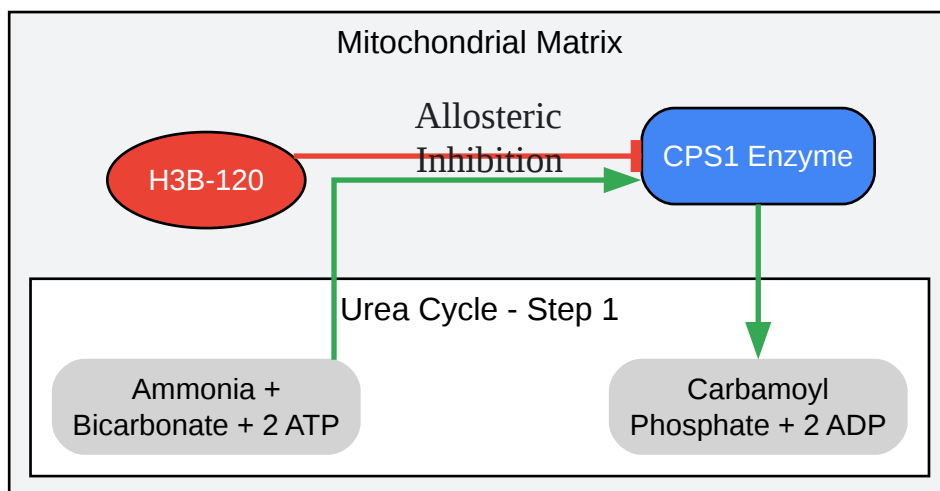 Mitochondrial Matrix
Allosteric
Inhibition
H3B-120
CPS1 Enzyme
Urea Cycle - Step 1
Ammonia +
Bicarbonate + 2 ATP
Carbamoyl
Phosphate + 2 ADP